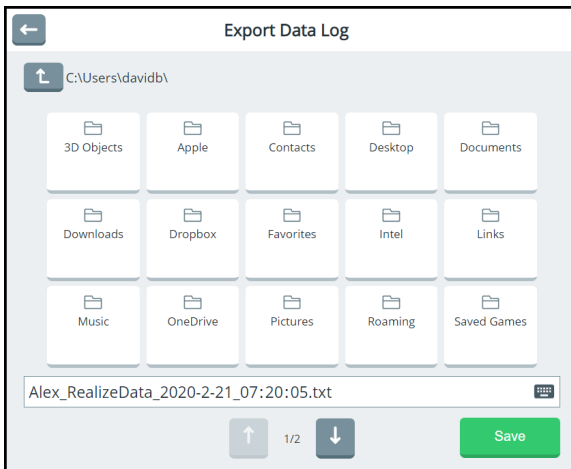 Export Data Log
C:\Users\davidb\
3D Objects Apple Contacts Desktop Documents
Downloads Dropbox Favorites Intel Links
Music OneDrive Pictures Roaming Saved Games
Alex_RealizeData_2020-2-21_07:20:05.txt
1/2 Save